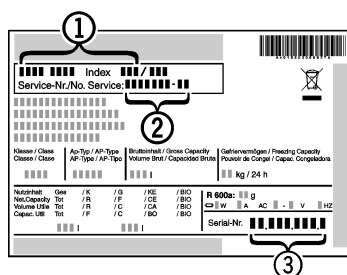 1
Index / 
Service-Nr./No. Service: -
2
Klasse / Class
Classe / Clase
Ap-Typ / AP-Type
AP-Type / AP-Tipo
Bruttoinhalt / Gross Capacity
Volume Brut / Capacidad Bruta
Gefriervermögen / Freezing Capacity
Pouvoir de Congel / Capac. Congeladora
l
kg / 24 h
Nutzinhalt Gee / K / G / KE / BIO
Net.Capacity Tot / R / F / CE / BIO
Volume Utile Tot / R / C / CA / BIO
Capac. Util Tot / F / C / BO / BIO
l l
R 600a: g
W A AC - V HZ
Serial-Nr. . . .
3